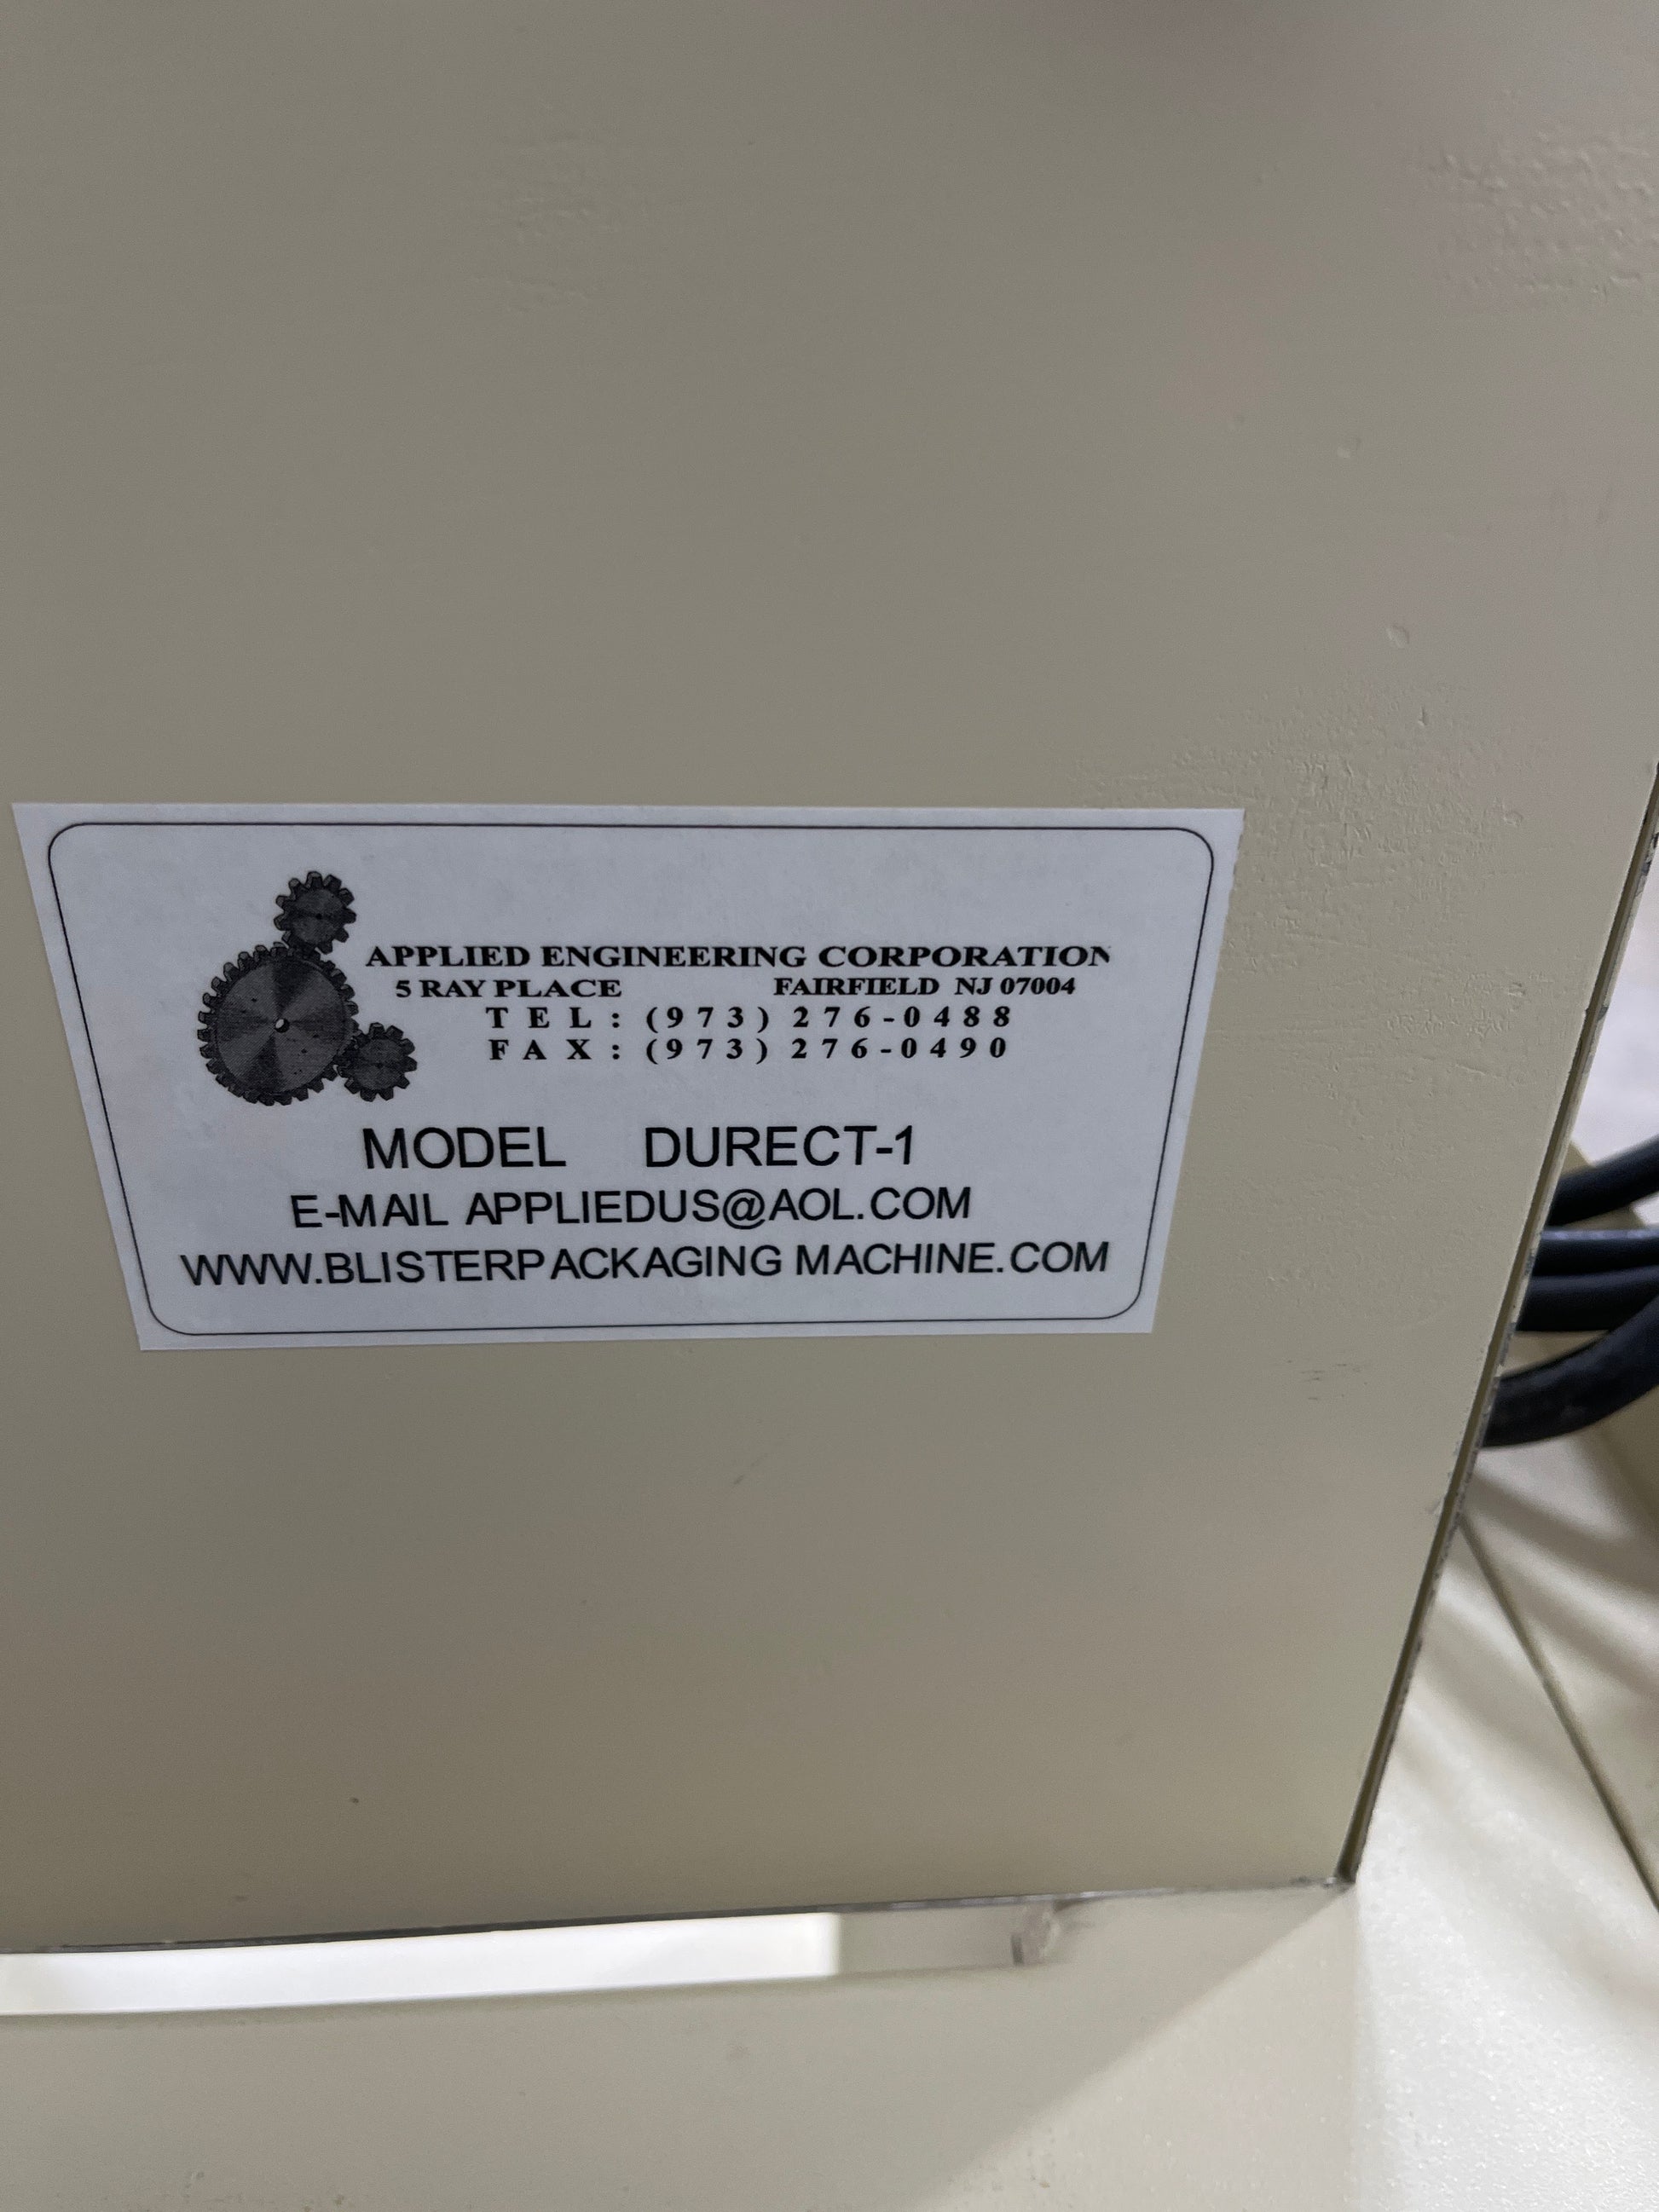 APPLIED ENGINEERING CORPORATION
5 RAY PLACE FAIRFIELD NJ 07004
TEL: (973) 276-0488
FAX: (973) 276-0490
MODEL DURECT-1
E-MAIL APPLIEDUS@AOL.COM
WWW.BLISTERPACKAGING MACHINE.COM